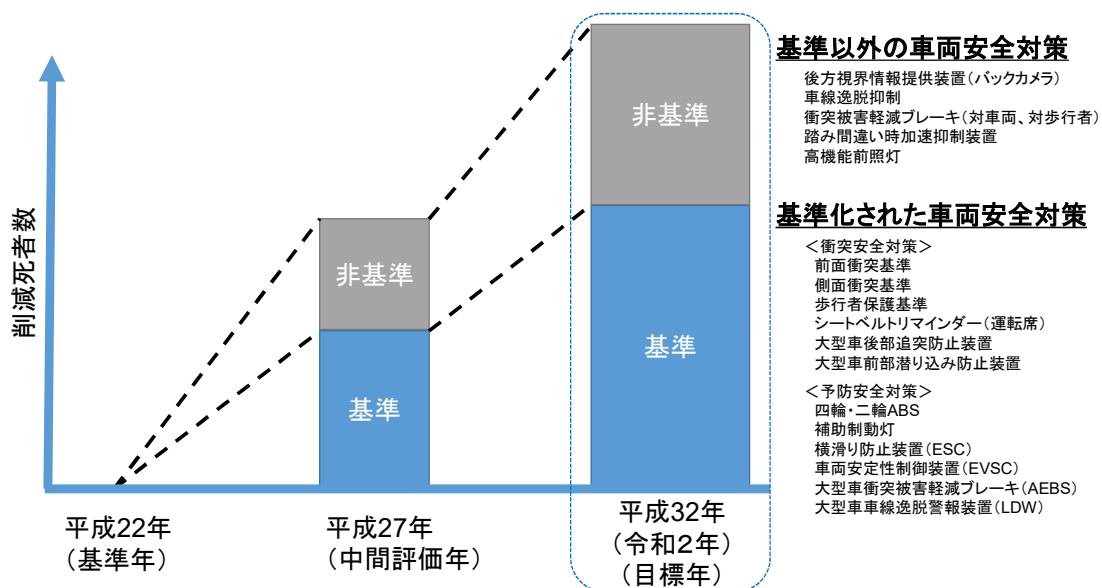 削減死者数
非基準
基準
非基準
基準
平成22年
(基準年)
平成27年
(中間評価年)
平成32年
(令和2年)
(目標年)
基準以外の車両安全対策
後方視界情報提供装置(バックカメラ)
車線逸脱抑制
衝突被害軽減ブレーキ(対車両、対歩行者)
踏み間違い時加速抑制装置
高機能前照灯
基準化された車両安全対策
<衝突安全対策>
前面衝突基準
側面衝突基準
歩行者保護基準
シートベルトリマインダー(運転席)
大型車後部追突防止装置
大型車前部潜り込み防止装置
<予防安全対策>
四輪・二輪ABS
補助制動灯
横滑り防止装置(ESC)
車両安定性制御装置(EVSC)
大型車衝突被害軽減ブレーキ(AEBS)
大型車車線逸脱警報装置(LDW)